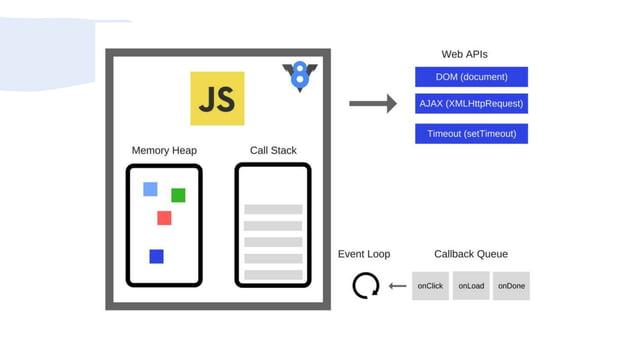 Web APIs
DOM (document)
JS
8
AJAX (XMLHttpRequest)
Timeout (setTimeout)
Memory Heap
Call Stack
Event Loop
Callback Queue
onClick
onLoad
onDone